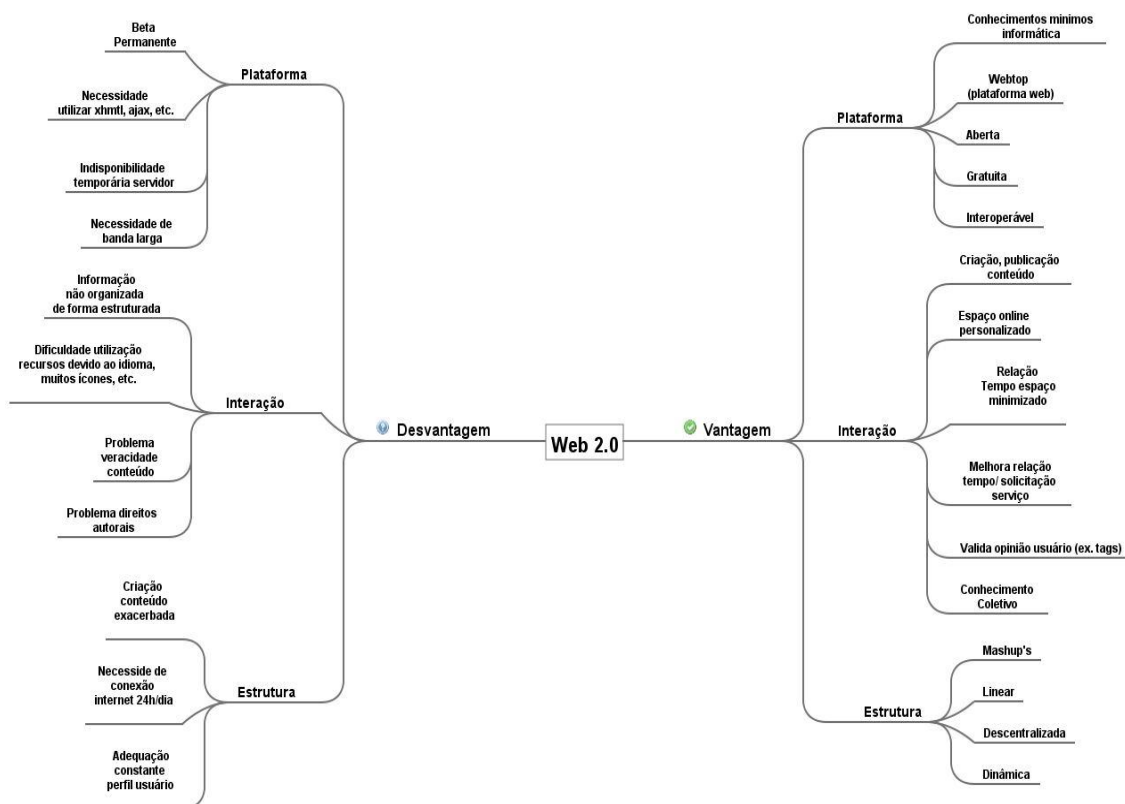 Web 2.0
Desvantagem
Plataforma
Beta
Permanente
Necessidade
utilizar xhmtl, ajax, etc.
Indisponibilidade
temporária servidor
Necessidade de
banda larga
Interação
Informação
não organizada
de forma estruturada
Dificuldade utilização
recursos devido ao idioma,
muitos ícones, etc.
Problema
veracidade
conteúdo
Problema direitos
autorais
Estrutura
Criação
conteúdo
exacerbada
Necesside de
conexão
internet 24h/dia
Adequação
constante
perfil usuário
Vantagem
Plataforma
Conhecimentos minimos
informática
Webtop
(plataforma web)
Aberta
Gratuita
Interoperável
Interação
Criação, publicação
conteúdo
Espaço online
personalizado
Relação
Tempo espaço
minimizado
Melhora relação
tempo/ solicitação
serviço
Valida opinião usuário (ex. tags)
Conhecimento
Coletivo
Estrutura
Mashup's
Linear
Descentralizada
Dinâmica